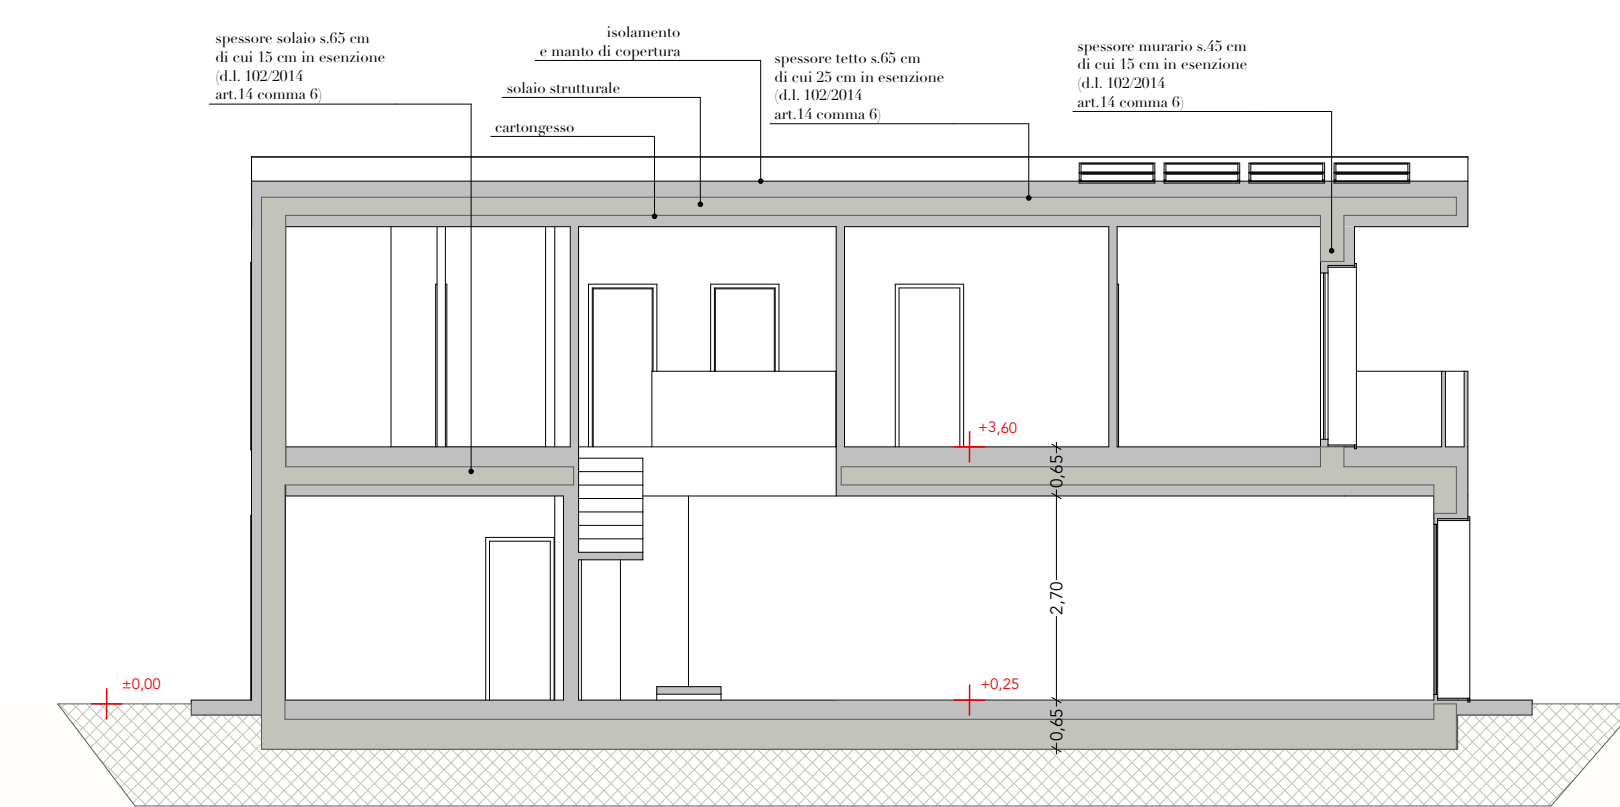 spessore solaio s.65 cm
di cui 15 cm in esenzione
(d.l. 102/2014
art.14 comma 6)
isolamento
e manto di copertura
solaio strutturale
cartongesso
spessore tetto s.65 cm
di cui 25 cm in esenzione
(d.l. 102/2014
art.14 comma 6)
spessore murario s.45 cm
di cui 15 cm in esenzione
(d.l. 102/2014
art.14 comma 6)
+3,60
0,65
2,70
±0,00
+0,25
0,65